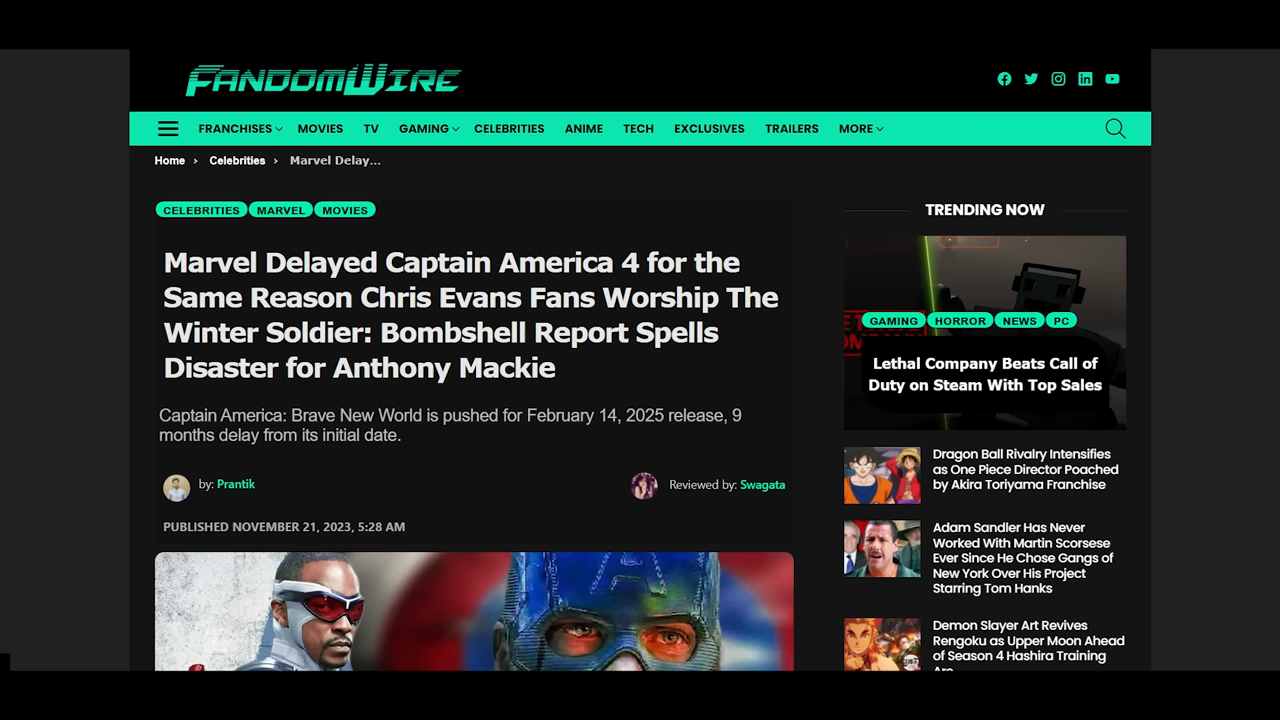 FANDOMWIRE
FRANCHISES MOVIES TV GAMING CELEBRITIES ANIME TECH EXCLUSIVES TRAILERS MORE
Home › Celebrities › Marvel Delay...
CELEBRITIES MARVEL MOVIES
Marvel Delayed Captain America 4 for the
Same Reason Chris Evans Fans Worship The
Winter Soldier: Bombshell Report Spells
Disaster for Anthony Mackie
Captain America: Brave New World is pushed for February 14, 2025 release, 9
months delay from its initial date.
by: Prantik
Reviewed by: Swagata
PUBLISHED NOVEMBER 21, 2023, 5:28 AM
A
TRENDING NOW
GAMING HORROR NEWS PC
Lethal Company Beats Call of
Duty on Steam With Top Sales
Dragon Ball Rivalry Intensifies
as One Piece Director Poached
by Akira Toriyama Franchise
Adam Sandler Has Never
Worked With Martin Scorsese
Ever Since He Chose Gangs of
New York Over His Project
Starring Tom Hanks
Demon Slayer Art Revives
Rengoku as Upper Moon Ahead
of Season 4 Hashira Training